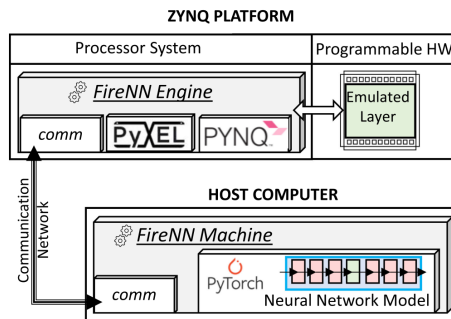 ZYNQ PLATFORM
Processor System
Programmable HW
FireNN Engine
comm
PyXEL
PYNQ
Emulated
Layer
Communication
Network
HOST COMPUTER
FireNN Machine
comm
PyTorch
Neural Network Model